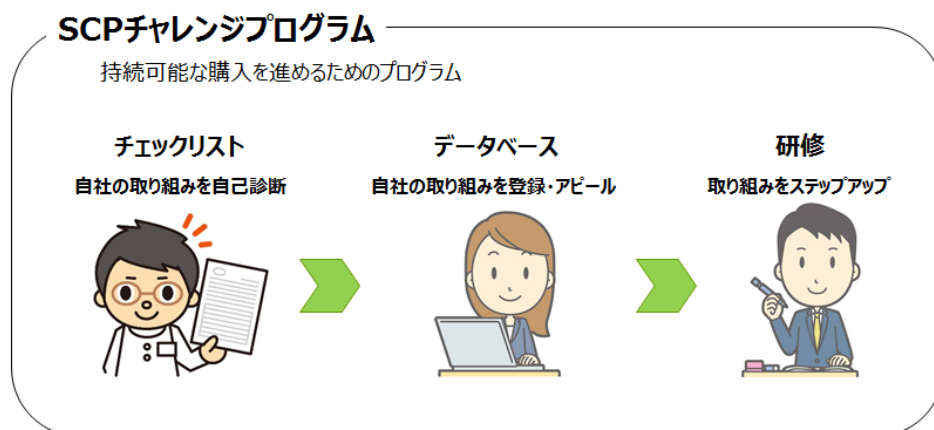 SCPチャレンジプログラム
持続可能な購入を進めるためのプログラム
チェックリスト
自社の取り組みを自己診断
データベース
自社の取り組みを登録・アピール
研修
取り組みをステップアップ